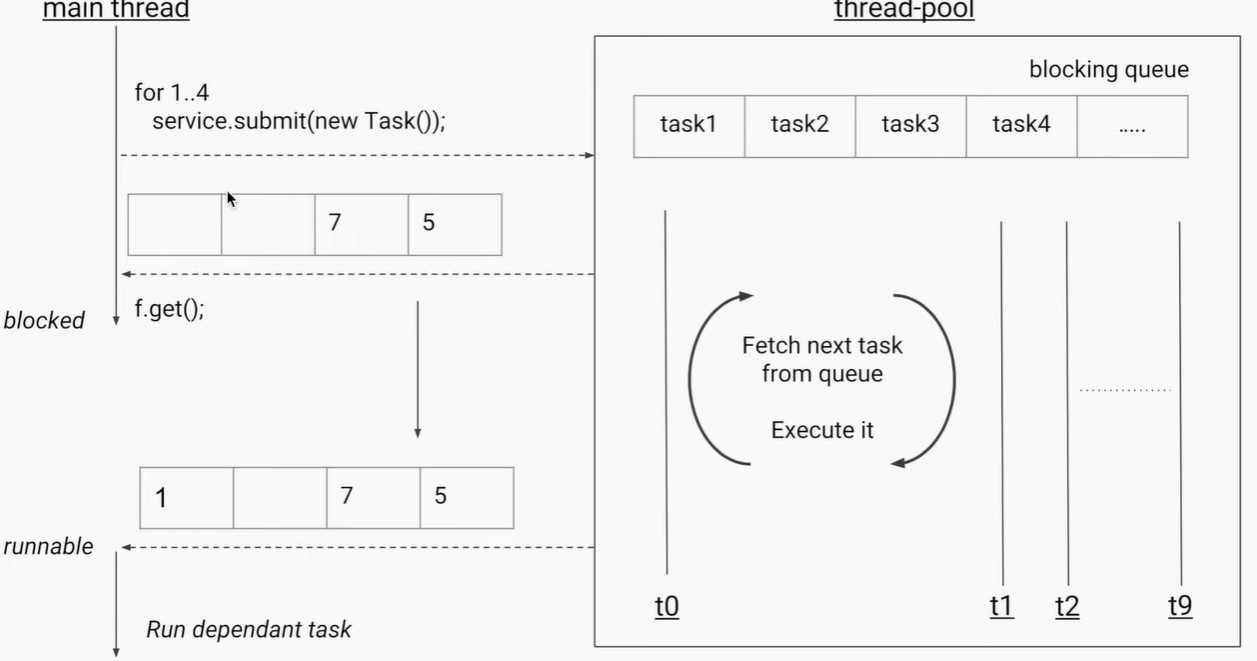 main thread
thread-pool
for 1..4
service.submit(new Task());
blocking queue
task1 task2 task3 task4 .....
7 5
blocked
f.get();
Fetch next task
from queue
Execute it
1 7 5
runnable
t0 t1 t2 t9
Run dependant task